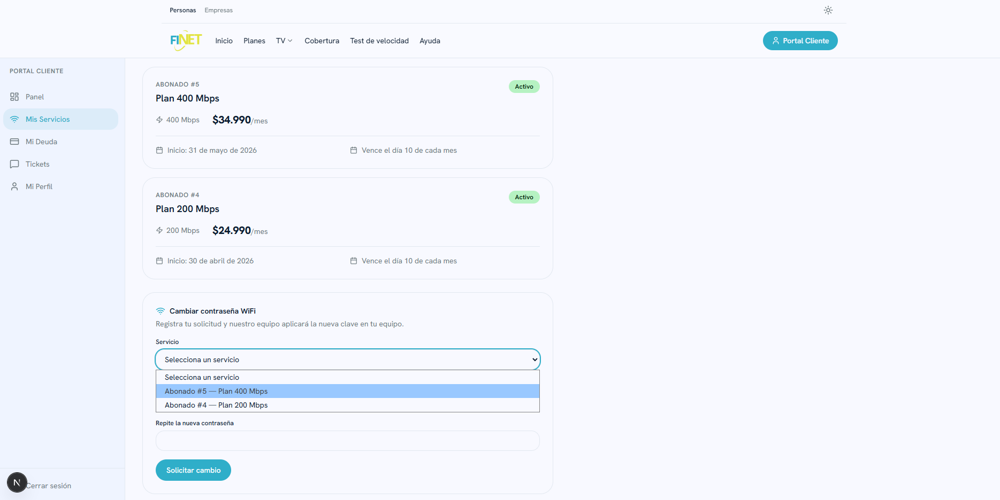 Personas Empresas
FINET Inicio Planes TV Cobertura Test de velocidad Ayuda Portal Cliente
PORTAL CLIENTE
Panel
Mis Servicios
Mi Deuda
Tickets
Mi Perfil
N Cerrar sesión
ABONADO #5
Activo
Plan 400 Mbps
400 Mbps $34.990/mes
Inicio: 31 de mayo de 2026 Vence el día 10 de cada mes
ABONADO #4
Activo
Plan 200 Mbps
200 Mbps $24.990/mes
Inicio: 30 de abril de 2026 Vence el día 10 de cada mes
Cambiar contraseña WiFi
Registra tu solicitud y nuestro equipo aplicará la nueva clave en tu equipo.
Servicio
Selecciona un servicio
Selecciona un servicio
Abonado #5 — Plan 400 Mbps
Abonado #4 — Plan 200 Mbps
Repite la nueva contraseña
Solicitar cambio